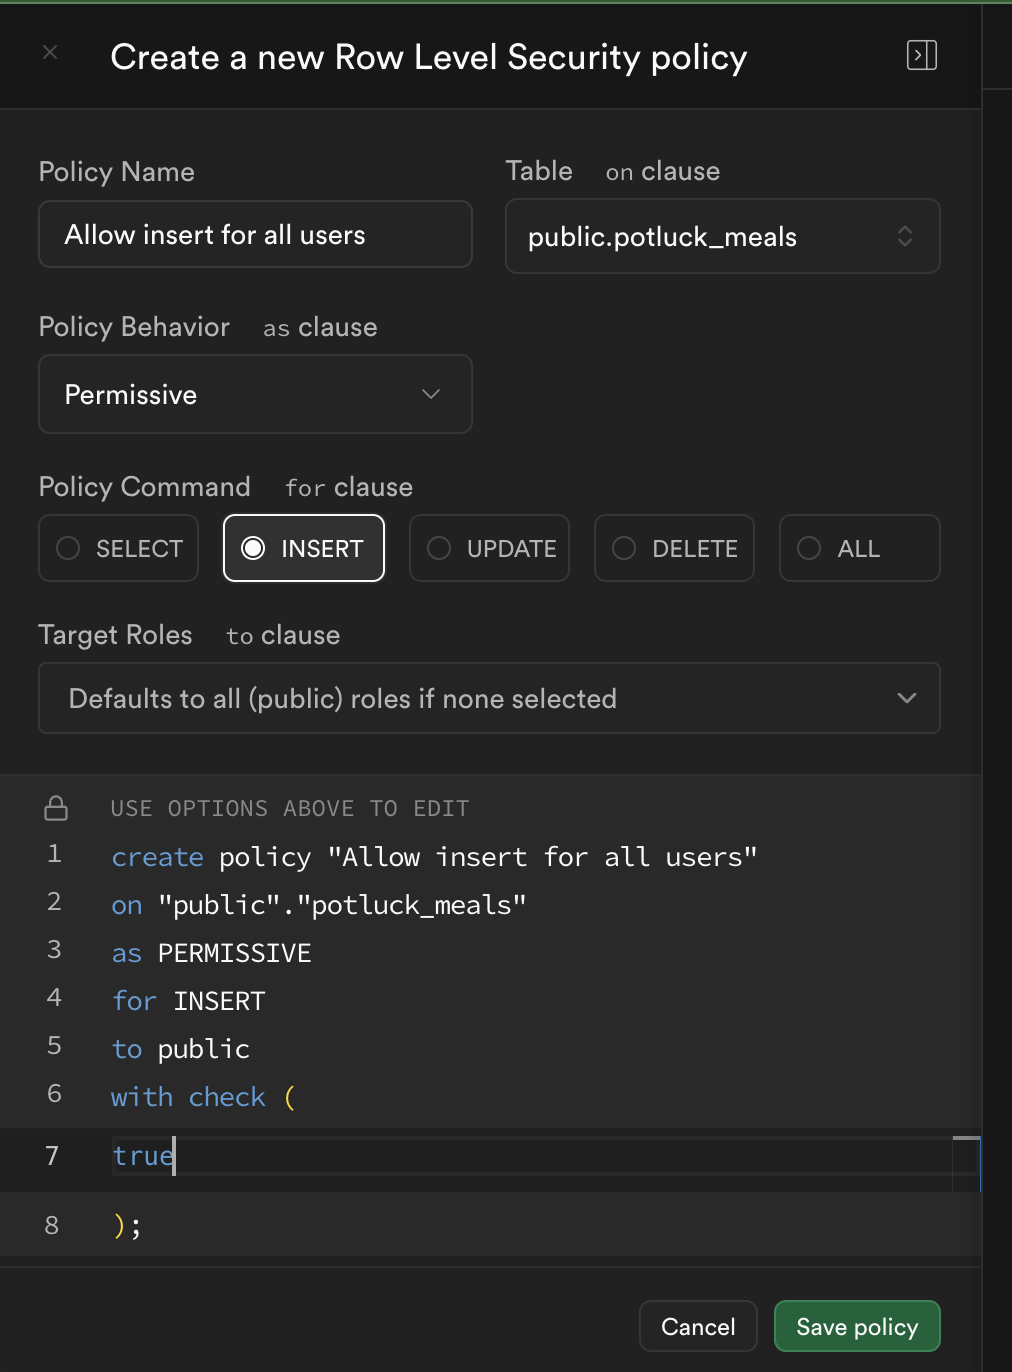 Create a new Row Level Security policy
Policy Name
Table on clause
Allow insert for all users
public.potluck_meals
Policy Behavior as clause
Permissive
Policy Command for clause
SELECT
INSERT
UPDATE
DELETE
ALL
Target Roles to clause
Defaults to all (public) roles if none selected
USE OPTIONS ABOVE TO EDIT
1 create policy "Allow insert for all users"
2 on "public"."potluck_meals"
3 as PERMISSIVE
4 for INSERT
5 to public
6 with check (
7 true
8 );
Cancel
Save policy